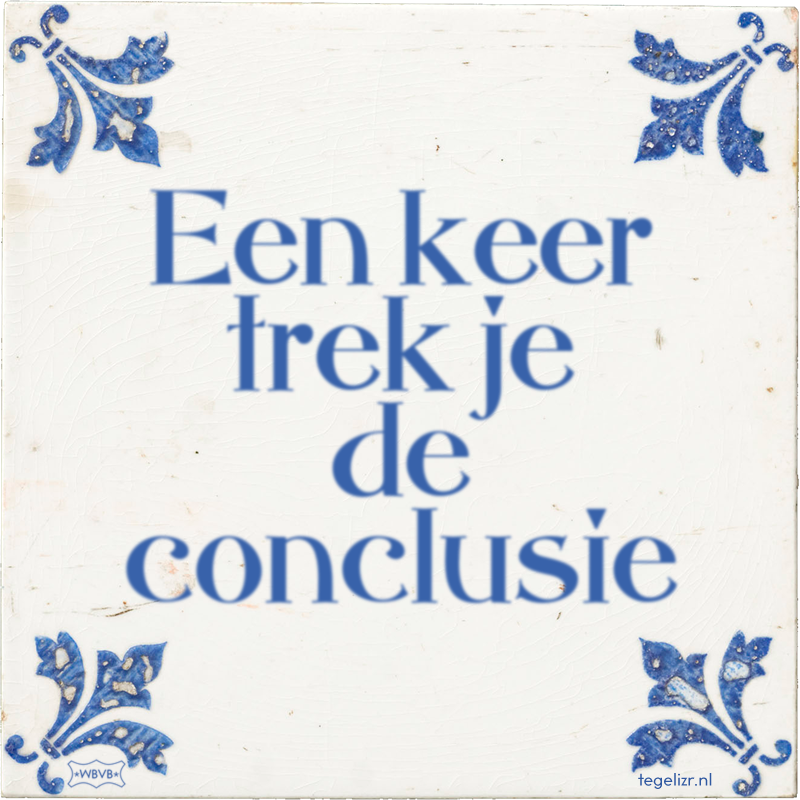 Een keer
trek je
de
conclusie
*WBVB*
tegelizr.nl